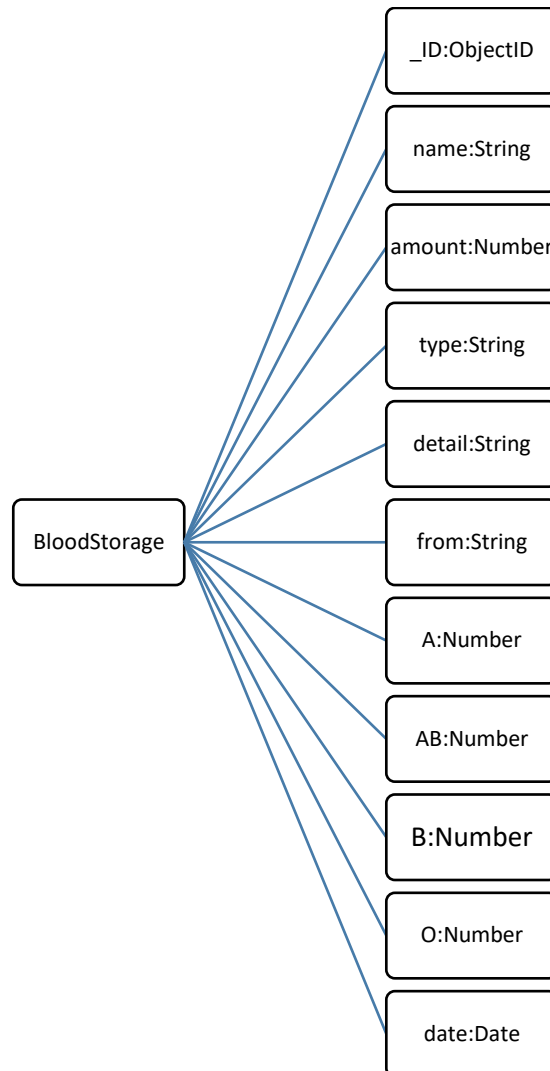 _ID:ObjectID
name:String
amount:Number
type:String
detail:String
BloodStorage
from:String
A:Number
AB:Number
B:Number
O:Number
date:Date